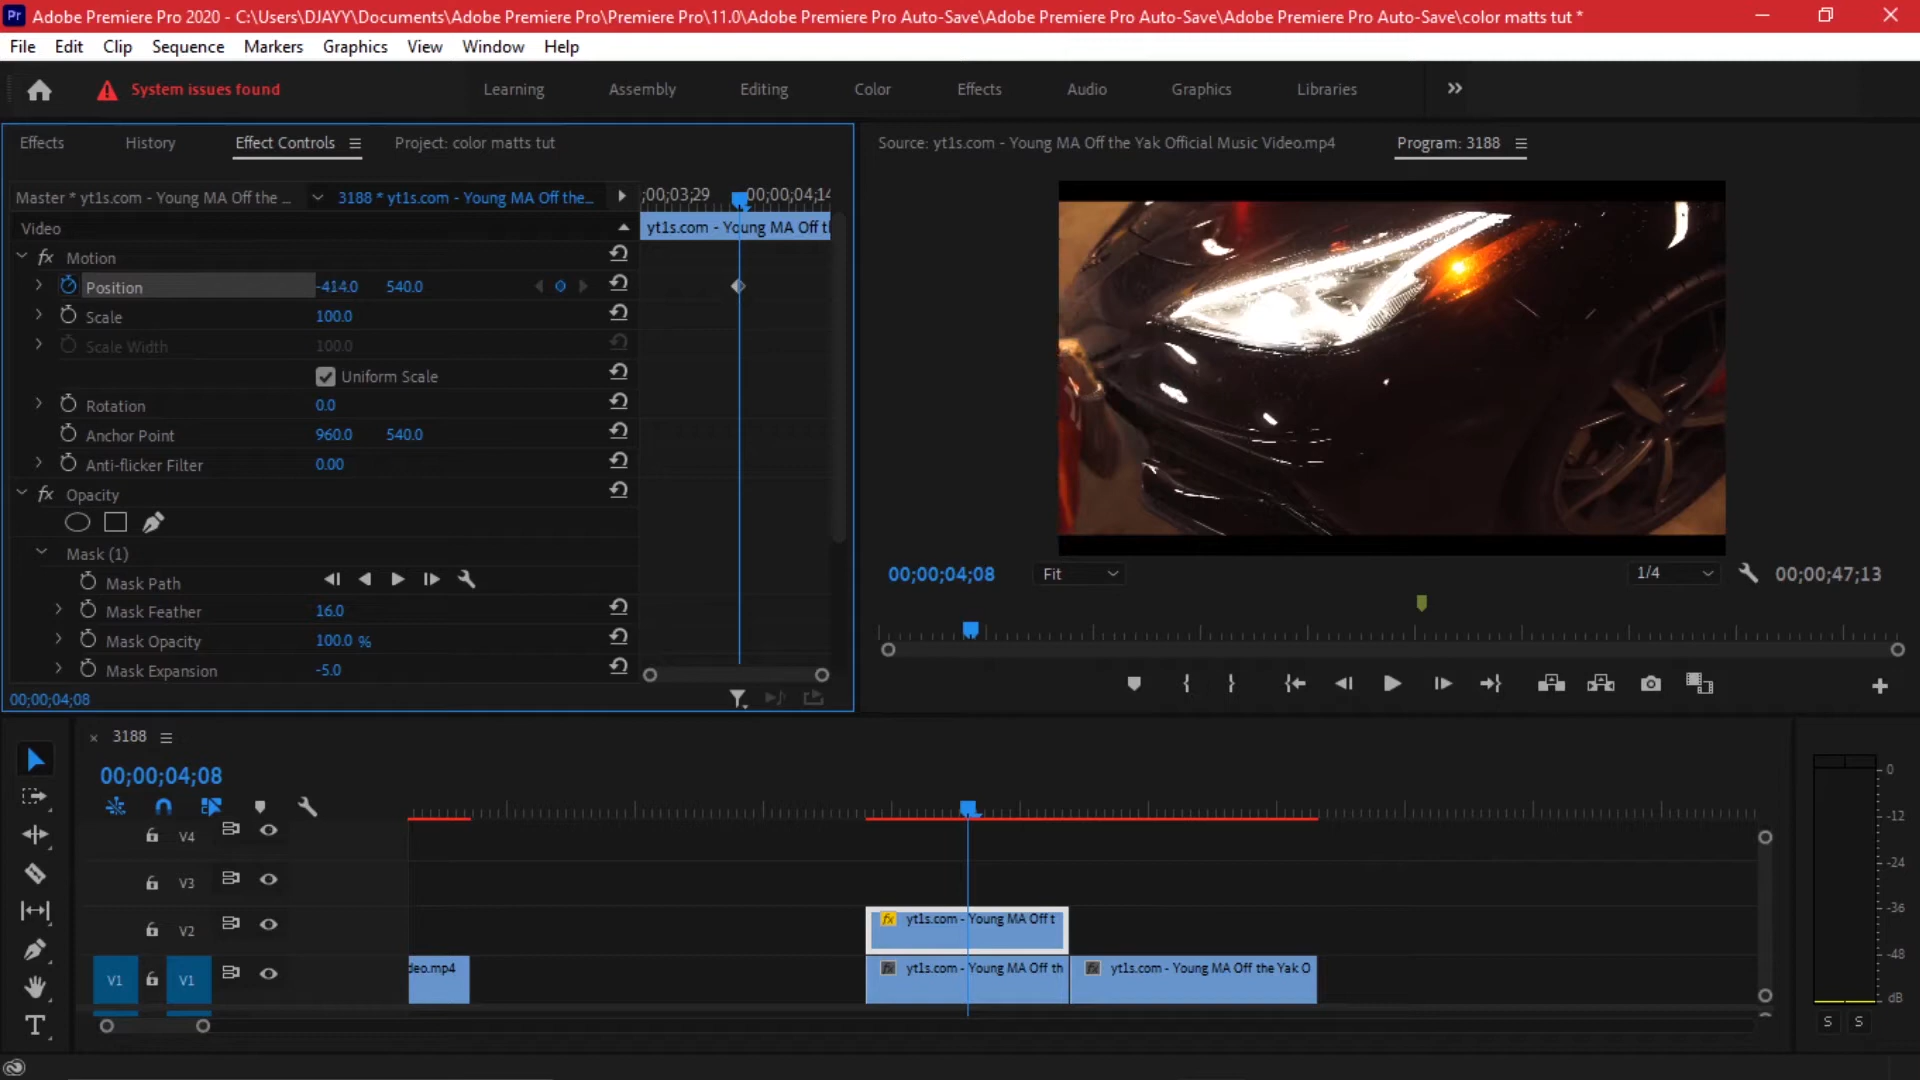 Adobe Premiere Pro 2020 - C:\Users\DJAYY\Documents\Adobe Premiere Pro\Premiere Pro\11.0\Adobe Premiere Pro Auto-Save\Adobe Premiere Pro Auto-Save\Adobe Premiere Pro Auto-Save\color matts tut *
File Edit Clip Sequence Markers Graphics View Window Help
System issues found Learning Assembly Editing Color Effects Audio Graphics Libraries
Effects History Effect Controls Project: color matts tut
Source: yt1s.com - Young MA Off the Yak Official Music Video.mp4 Program: 3188
Master * yt1s.com - Young MA Off the ... 3188 * yt1s.com - Young MA Off the...
;00;03;29 00;00;04;14
Video
yt1s.com - Young MA Off t
fx Motion
Position -414.0 540.0
Scale 100.0
Scale Width 100.0
Uniform Scale
Rotation 0.0
Anchor Point 960.0 540.0
Anti-flicker Filter 0.00
fx Opacity
Mask (1)
Mask Path
Mask Feather 16.0
Mask Opacity 100.0 %
Mask Expansion -5.0
00;00;04;08
00;00;04;08 Fit 1/4 00;00;47;13
3188
00;00;04;08
V4
V3
V2
fx yt1s.com - Young MA Off t
V1 V1
deo.mp4
fx yt1s.com - Young MA Off th
fx yt1s.com - Young MA Off the Yak O
0
-12
-24
-36
-48
dB
S S